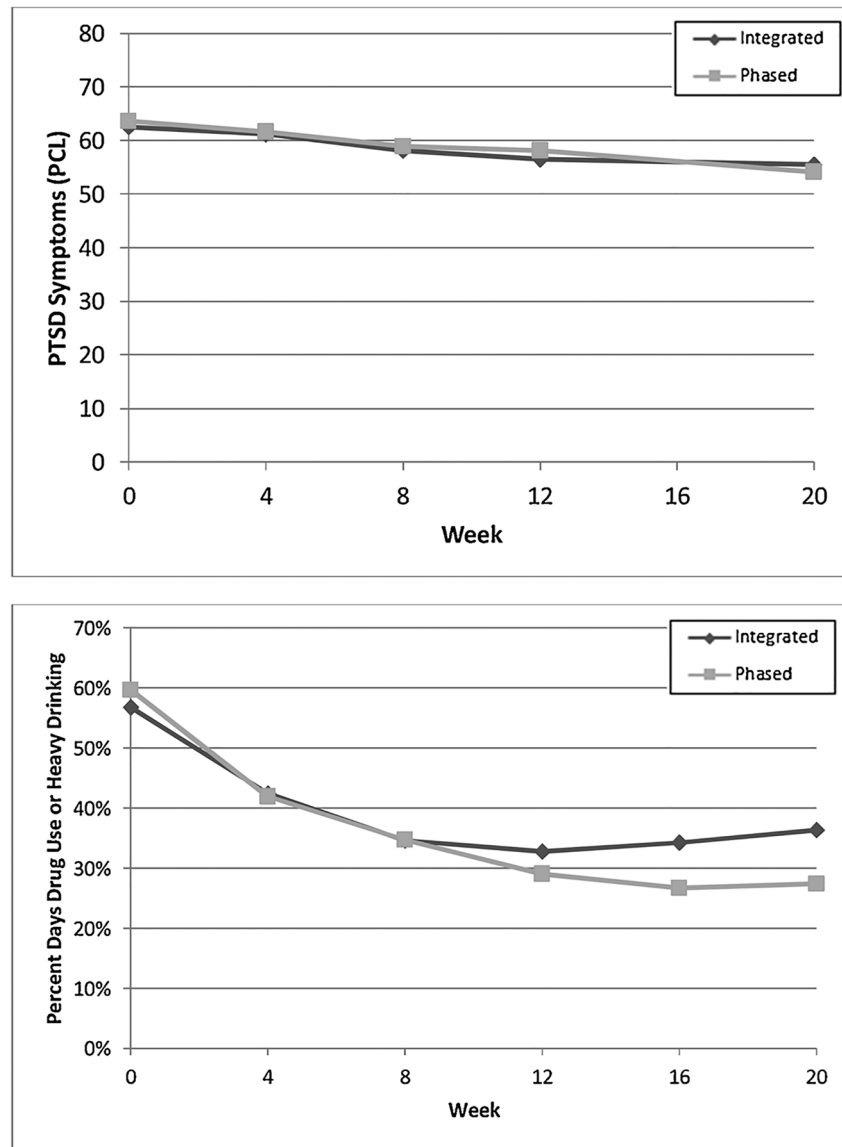 80
70
60
50
40
30
20
10
0
PTSD Symptoms (PCL)
Integrated
Phased
0 4 8 12 16 20
Week
70%
60%
50%
40%
30%
20%
10%
0%
Percent Days Drug Use or Heavy Drinking
Integrated
Phased
0 4 8 12 16 20
Week